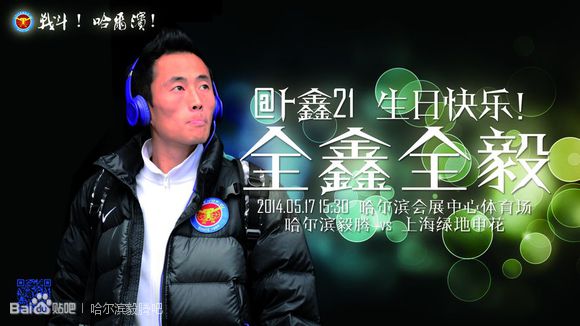 战斗！哈尔滨！
@卜鑫21 生日快乐！
全鑫全毅
2014.05.17 15:30 哈尔滨会展中心体育场
哈尔滨毅腾 vs 上海绿地申花
Baidu贴吧 | 哈尔滨毅腾吧